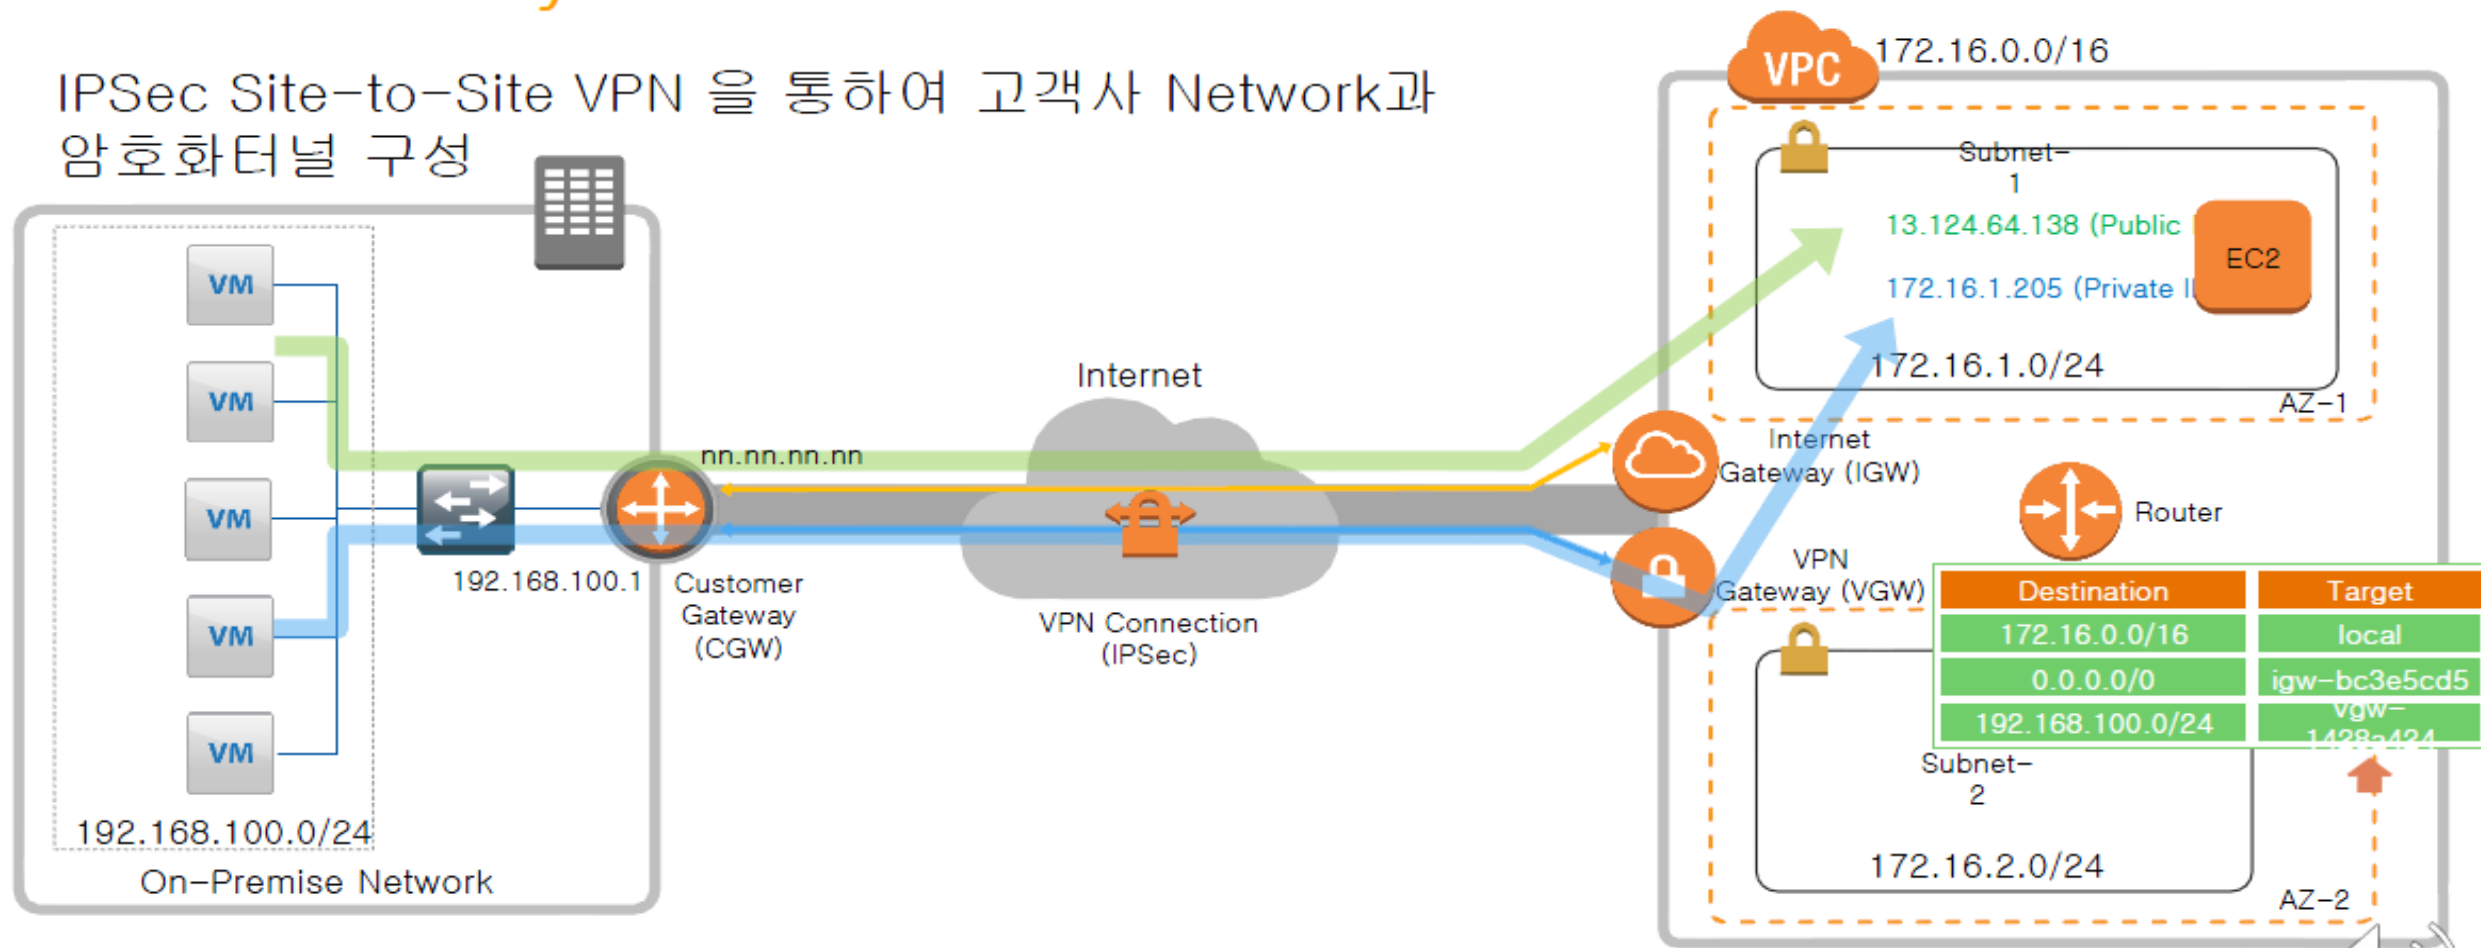 IPSec Site-to-Site VPN 을 통하여 고객사 Network과
암호화터널 구성
VM
VM
VM
VM
VM
192.168.100.0/24
On-Premise Network
192.168.100.1
nn.nn.nn.nn
Customer
Gateway
(CGW)
Internet
VPN Connection
(IPSec)
VPC
172.16.0.0/16
Subnet-
1
13.124.64.138 (Public
172.16.1.205 (Private
EC2
172.16.1.0/24
AZ-1
Internet
Gateway (IGW)
Router
VPN
Gateway (VGW)
Destination Target
172.16.0.0/16 local
0.0.0.0/0 igw-bc3e5cd5
192.168.100.0/24 vgw-
1428a424
Subnet-
2
172.16.2.0/24
AZ-2